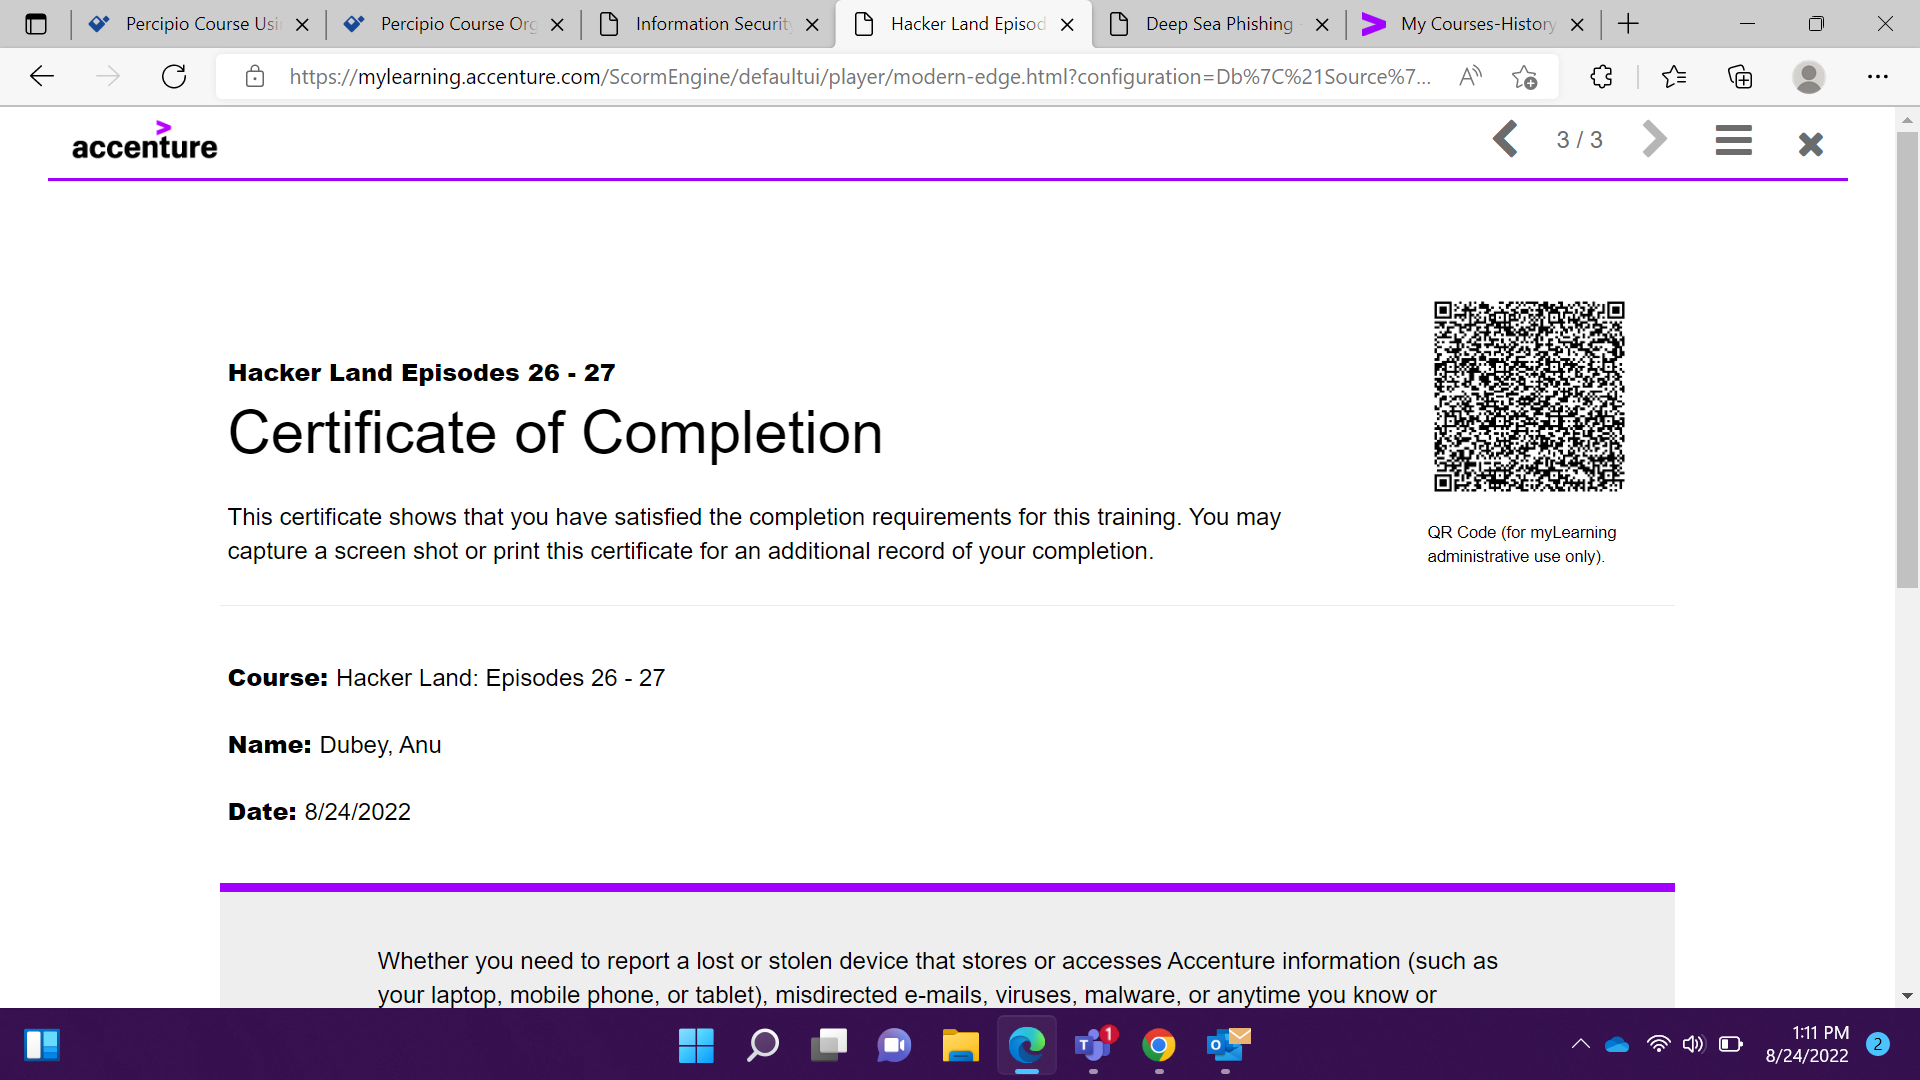 Percipio Course Usi
Percipio Course Org
Information Security
Hacker Land Episod
Deep Sea Phishing
My Courses-History
https://mylearning.accenture.com/ScormEngine/defaultui/player/modern-edge.html?configuration=Db%7C%21Source%7...
accenture
3 / 3
Hacker Land Episodes 26 - 27
Certificate of Completion
This certificate shows that you have satisfied the completion requirements for this training. You may
capture a screen shot or print this certificate for an additional record of your completion.
QR Code (for myLearning
administrative use only).
Course: Hacker Land: Episodes 26 - 27
Name: Dubey, Anu
Date: 8/24/2022
Whether you need to report a lost or stolen device that stores or accesses Accenture information (such as
your laptop, mobile phone, or tablet), misdirected e-mails, viruses, malware, or anytime you know or
1
1:11 PM
8/24/2022
2